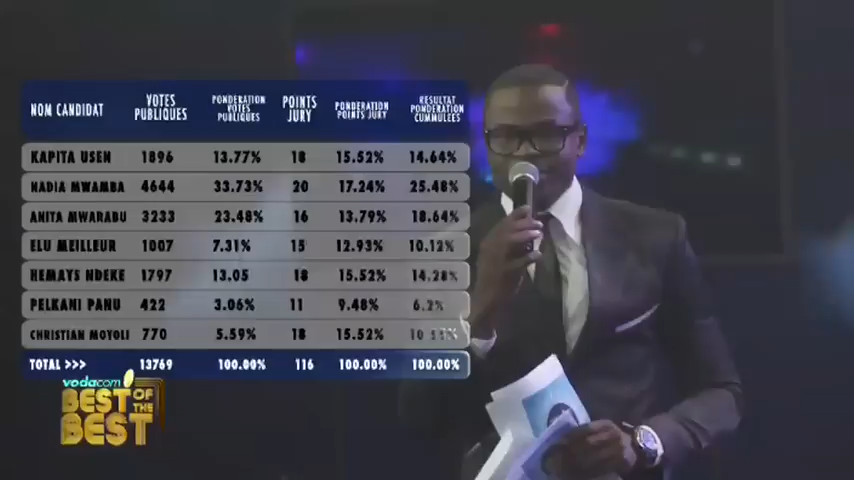 NOM CANDIDAT VOTES PUBLIQUES PONDERATION VOTES PUBLIQUES POINTS JURY PONDERATION POINTS JURY RESULTAT PONDERATION CUMMULEES
KAPITA USEN 1896 13.77% 18 15.52% 14.64%
NADIA MWAMBA 4644 33.73% 20 17.24% 25.48%
ANITA MWARABU 3233 23.48% 16 13.79% 18.64%
ELU MEILLEUR 1007 7.31% 15 12.93% 10.12%
HEMAYS NDEKE 1797 13.05 18 15.52% 14.28%
PELKANI PANU 422 3.06% 11 9.48% 6.2%
CHRISTIAN MOYOLI 770 5.59% 18 15.52%
TOTAL >>> 13769 100.00% 116 100.00% 100.00%
vodacom
BEST OF THE BEST